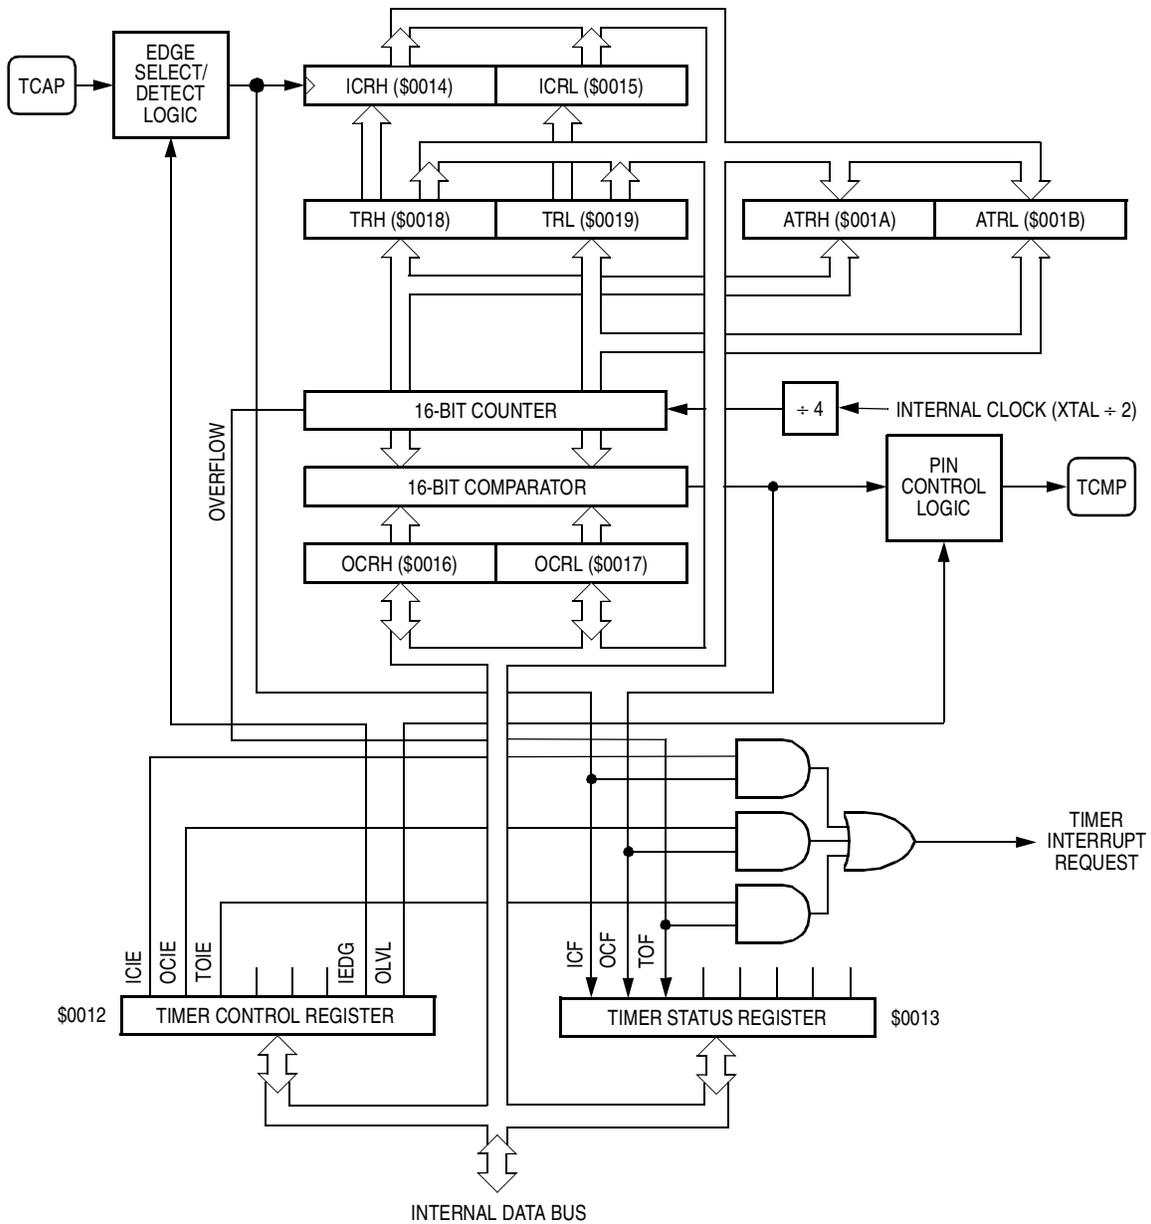 TCAP
EDGE
SELECT/
DETECT
LOGIC
ICRH ($0014)
ICRL ($0015)
TRH ($0018)
TRL ($0019)
ATRH ($001A)
ATRL ($001B)
16-BIT COUNTER
÷ 4
INTERNAL CLOCK (XTAL ÷ 2)
OVERFLOW
16-BIT COMPARATOR
PIN
CONTROL
LOGIC
TCMP
OCRH ($0016)
OCRL ($0017)
TIMER
INTERRUPT
REQUEST
ICIE
OCIE
TOIE
IEDG
OLVL
ICF
OCF
TOF
$0012
TIMER CONTROL REGISTER
TIMER STATUS REGISTER
$0013
INTERNAL DATA BUS